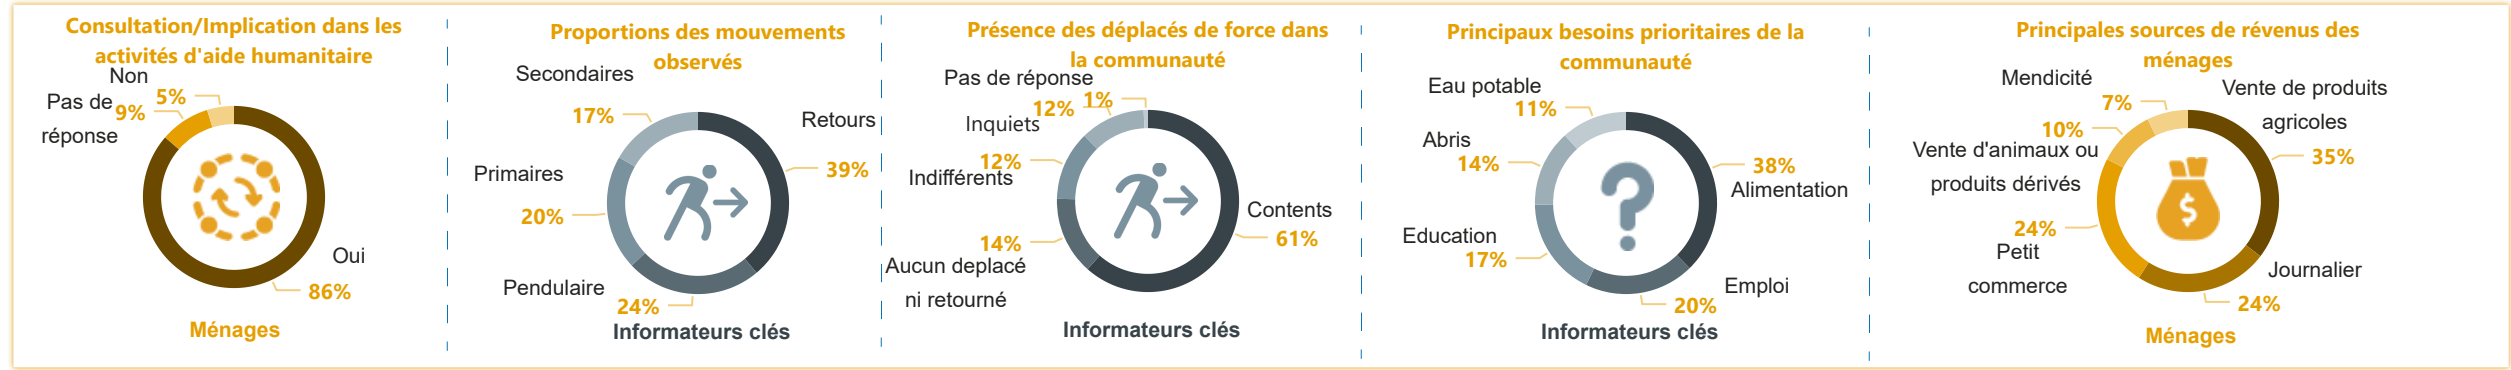 Consultation/Implication dans les
activités d'aide humanitaire
Non
5%
Pas de
réponse
9%
Oui
86%
Ménages
Proportions des mouvements
observés
Secondaires
17%
Retours
39%
Primaires
20%
Pendulaire
24%
Informateurs clés
Présence des déplacés de force dans
la communauté
Pas de réponse
1%
12%
Inquiets
12%
Indifférents
Contents
61%
14%
Aucun deplacé
ni retourné
Informateurs clés
Principaux besoins prioritaires de la
communauté
Eau potable
11%
Abris
14%
38%
Alimentation
Education
17%
Emploi
20%
Informateurs clés
Principales sources de révenus des
ménages
Mendicité
7%
Vente de produits
agricoles
35%
10%
Vente d'animaux ou
produits dérivés
24%
Petit
commerce
Journalier
24%
Ménages